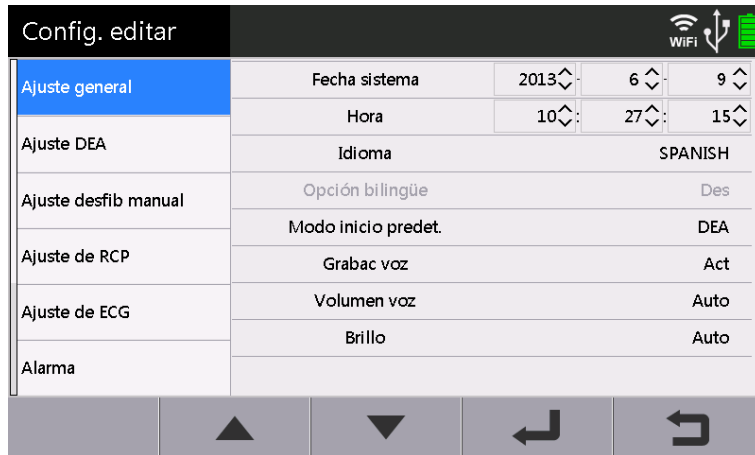 Config. editar
WiFi
Ajuste general
Ajuste DEA
Ajuste desfib manual
Ajuste de RCP
Ajuste de ECG
Alarma
Fecha sistema 2013 - 6 - 9
Hora 10 : 27 : 15
Idioma SPANISH
Opción bilingüe Des
Modo inicio predet. DEA
Grabac voz Act
Volumen voz Auto
Brillo Auto